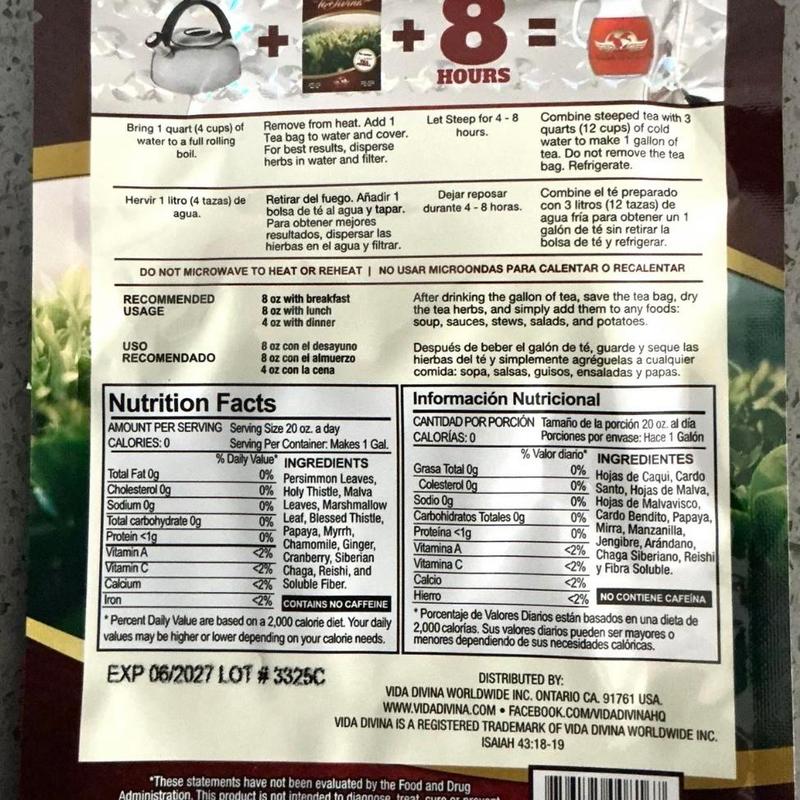 + + 8 =
HOURS
Bring 1 quart (4 cups) of
water to a full rolling
boil.
Remove from heat. Add 1
Tea bag to water and cover.
For best results, disperse
herbs in water and filter.
Let Steep for 4 - 8
hours.
Combine steeped tea with 3
quarts (12 cups) of cold
water to make 1 gallon of
tea. Do not remove the tea
bag. Refrigerate.
Hervir 1 litro (4 tazas) de
agua.
Retirar del fuego. Añadir 1
bolsa de té al agua y tapar.
Para obtener mejores
resultados, dispersar las
hierbas en el agua y filtrar.
Dejar reposar
durante 4 - 8 horas.
Combine el té preparado
con 3 litros (12 tazas) de
agua fría para obtener un 1
galón de té sin retirar la
bolsa de té y refrigerar.
DO NOT MICROWAVE TO HEAT OR REHEAT | NO USAR MICROONDAS PARA CALENTAR O RECALENTAR
RECOMMENDED
USAGE
8 oz with breakfast
8 oz with lunch
4 oz with dinner
After drinking the gallon of tea, save the tea bag, dry
the tea herbs, and simply add them to any foods:
soup, sauces, stews, salads, and potatoes.
USO
RECOMENDADO
8 oz con el desayuno
8 oz con el almuerzo
4 oz con la cena
Después de beber el galón de té, guarde y seque las
hierbas del té y simplemente agréguelas a cualquier
comida: sopa, salsas, guisos, ensaladas y papas.
Nutrition Facts
AMOUNT PER SERVING Serving Size 20 oz. a day
CALORIES: 0 Serving Per Container: Makes 1 Gal.
% Daily Value*
Total Fat 0g 0%
Cholesterol 0g 0%
Sodium 0g 0%
Total carbohydrate 0g 0%
Protein <1g 0%
Vitamin A <2%
Vitamin C <2%
Calcium <2%
Iron <2%
INGREDIENTS
Persimmon Leaves,
Holy Thistle, Malva
Leaves, Marshmallow
Leaf, Blessed Thistle,
Papaya, Myrrh,
Chamomile, Ginger,
Cranberry, Siberian
Chaga, Reishi, and
Soluble Fiber.
CONTAINS NO CAFFEINE
* Percent Daily Value are based on a 2,000 calorie diet. Your daily
values may be higher or lower depending on your calorie needs.
Información Nutricional
CANTIDAD POR PORCIÓN Tamaño de la porción 20 oz. al día
CALORÍAS: 0 Porciones por envase: Hace 1 Galón
% Valor diario*
Grasa Total 0g 0%
Colesterol 0g 0%
Sodio 0g 0%
Carbohidratos Totales 0g 0%
Proteína <1g 0%
Vitamina A <2%
Vitamina C <2%
Calcio <2%
Hierro <2%
INGREDIENTES
Hojas de Caqui, Cardo
Santo, Hojas de Malva,
Hojas de Malvavisco,
Cardo Bendito, Papaya,
Mirra, Manzanilla,
Jengibre, Arándano,
Chaga Siberiano, Reishi
y Fibra Soluble.
NO CONTIENE CAFEÍNA
* Porcentaje de Valores Diarios están basados en una dieta de
2,000 calorías. Sus valores diarios pueden ser mayores o
menores dependiendo de sus necesidades calóricas.
EXP 06/2027 LOT # 3325C
DISTRIBUTED BY:
VIDA DIVINA WORLDWIDE INC. ONTARIO CA. 91761 USA.
WWW.VIDADIVINA.COM • FACEBOOK.COM/VIDADIVINAHQ
VIDA DIVINA IS A REGISTERED TRADEMARK OF VIDA DIVINA WORLDWIDE INC.
ISAIAH 43:18-19
*These statements have not been evaluated by the Food and Drug
Administration. This product is not intended to diagnose, treat, cure or prevent